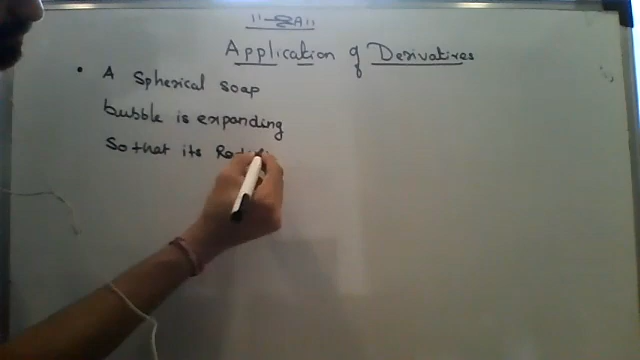 Application of Derivatives
• A Spherical soap
bubble is expanding
So that its